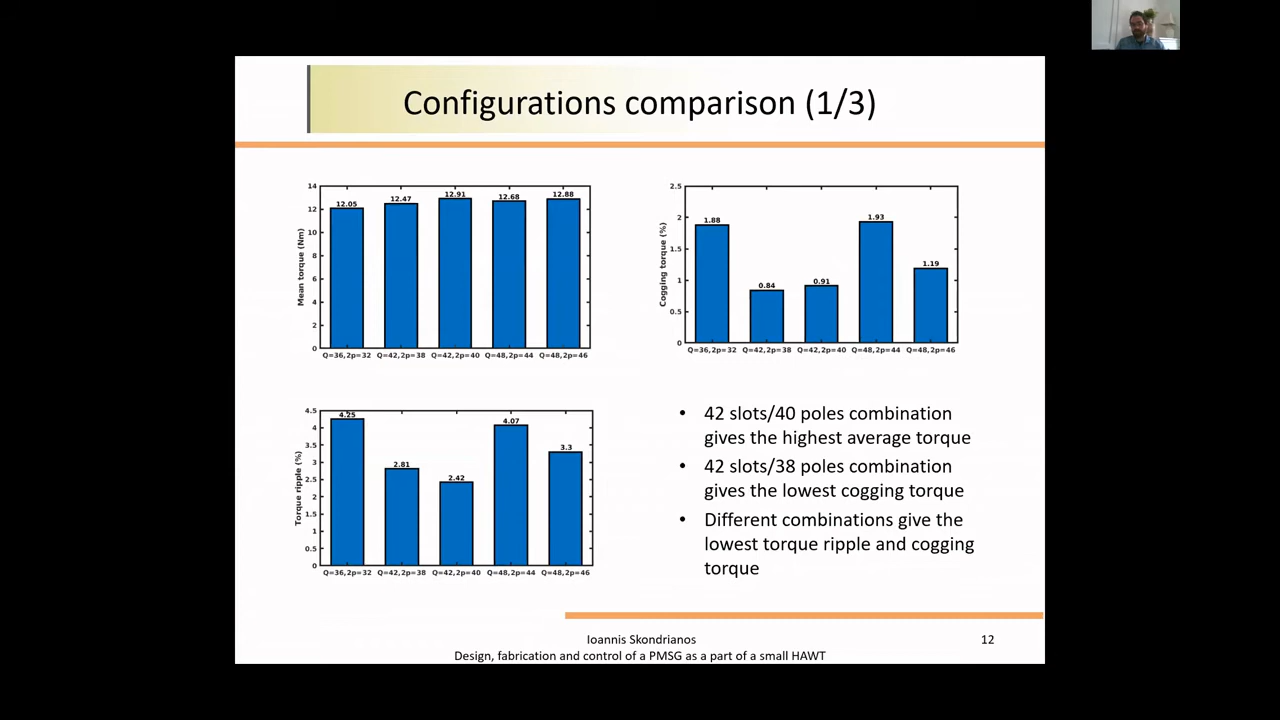 Configurations comparison (1/3)
Mean torque (Nm)
14
12
10
8
6
4
2
0
12.05
12.47
12.91
12.68
12.88
Q=36,2p=32 Q=42,2p=38 Q=42,2p=40 Q=48,2p=44 Q=48,2p=46
Cogging torque (%)
2.5
2
1.5
1
0.5
0
1.88
0.84
0.91
1.93
1.19
Q=36,2p=32 Q=42,2p=38 Q=42,2p=40 Q=48,2p=44 Q=48,2p=46
Torque ripple (%)
4.5
4
3.5
3
2.5
2
1.5
1
0.5
0
4.25
2.81
2.42
4.07
3.3
Q=36,2p=32 Q=42,2p=38 Q=42,2p=40 Q=48,2p=44 Q=48,2p=46
• 42 slots/40 poles combination
gives the highest average torque
• 42 slots/38 poles combination
gives the lowest cogging torque
• Different combinations give the
lowest torque ripple and cogging
torque
Ioannis Skondrianos
Design, fabrication and control of a PMSG as a part of a small HAWT
12